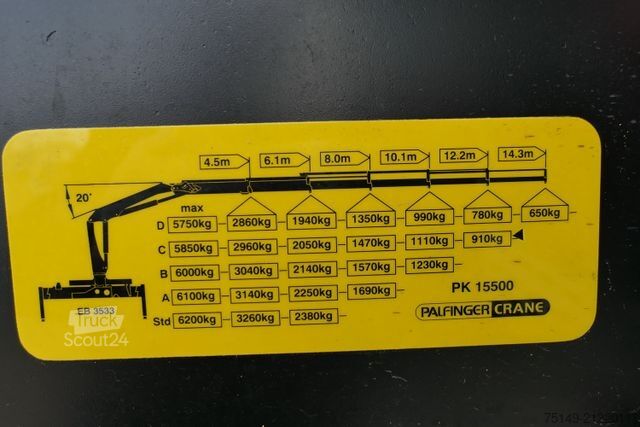 4.5m 6.1m 8.0m 10.1m 12.2m 14.3m
20°
max
D 5750kg 2860kg 1940kg 1350kg 990kg 780kg 650kg
C 5850kg 2960kg 2050kg 1470kg 1110kg 910kg
B 6000kg 3040kg 2140kg 1570kg 1230kg
A 6100kg 3140kg 2250kg 1690kg
Std 6200kg 3260kg 2380kg
PK 15500
PALFINGER CRANE
EB 3533
Truck
Scout24